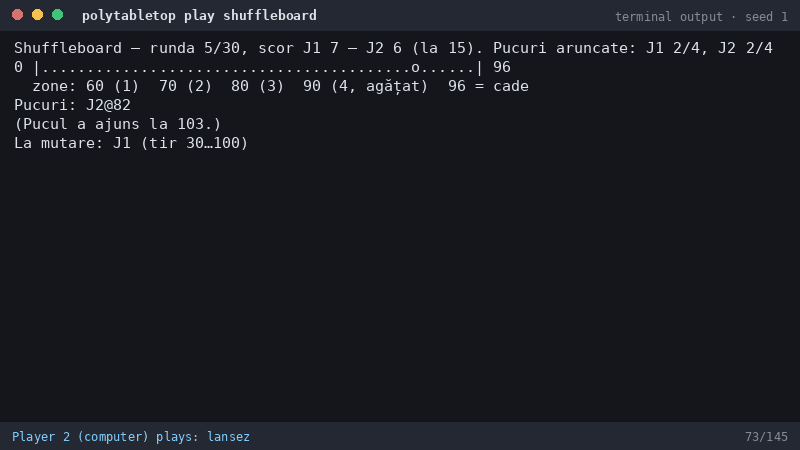 polytabletop play shuffleboard
terminal output · seed 1
Shuffleboard — runda 5/30, scor J1 7 — J2 6 (la 15). Pucuri aruncate: J1 2/4, J2 2/4
0 |.........................................o......| 96
zone: 60 (1)  70 (2)  80 (3)  90 (4, agățat)  96 = cade
Pucuri: J2@82
(Pucul a ajuns la 103.)
La mutare: J1 (tir 30…100)
Player 2 (computer) plays: lansez
73/145